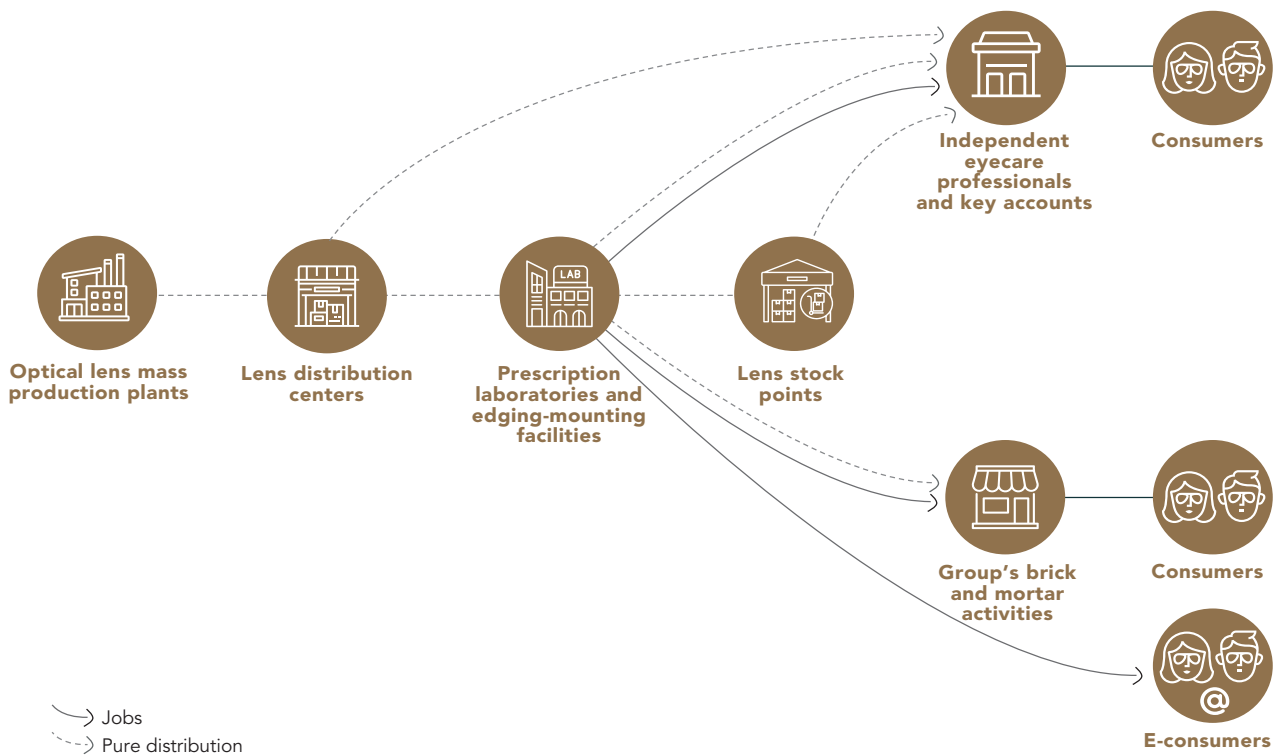 Independent
eyecare
professionals
and key accounts
Consumers
LAB
Optical lens mass
production plants
Lens distribution
centers
Prescription
laboratories and
edging-mounting
facilities
Lens stock
points
Group’s brick
and mortar
activities
Consumers
@
E-consumers
Jobs
Pure distribution